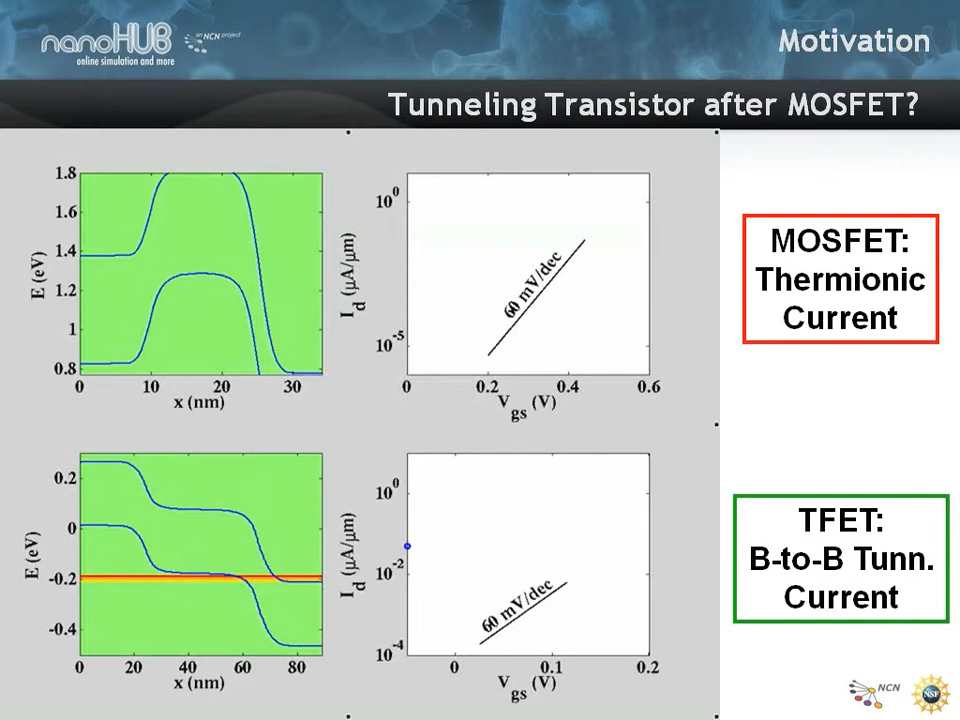 nanoHUB
an NCN project
online simulation and more
Motivation
Tunneling Transistor after MOSFET?
1.8
1.6
1.4
1.2
1
0.8
E (eV)
0
10
20
30
x (nm)
10^0
10^-5
I_d (μA/μm)
60 mV/dec
0
0.2
0.4
0.6
V_gs (V)
MOSFET:
Thermionic
Current
0.2
0
-0.2
-0.4
E (eV)
0
20
40
60
80
x (nm)
10^0
10^-2
10^-4
I_d (μA/μm)
60 mV/dec
0
0.1
0.2
V_gs (V)
TFET:
B-to-B Tunn.
Current
NCN
NSF